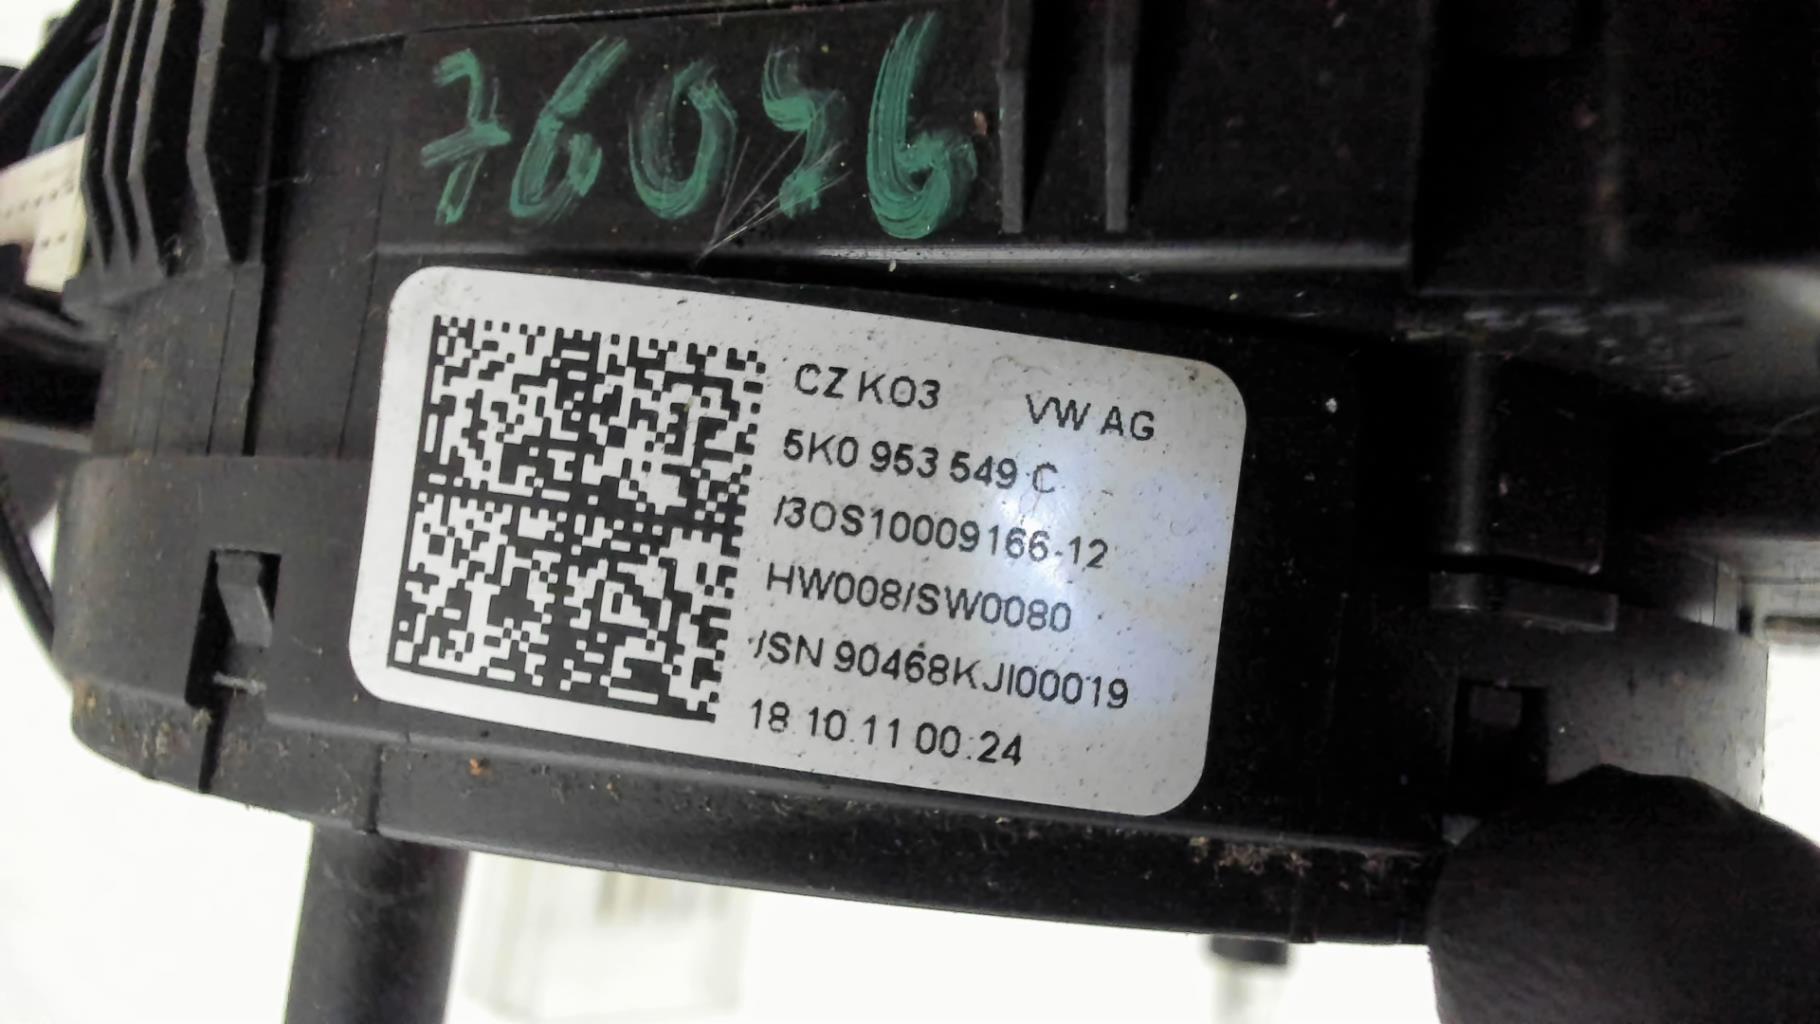 76056
CZ K03 VW AG
5K0 953 549 C
/3OS10009166-12
HW008/SW0080
/SN 90468KJI00019
18.10.11 00:24